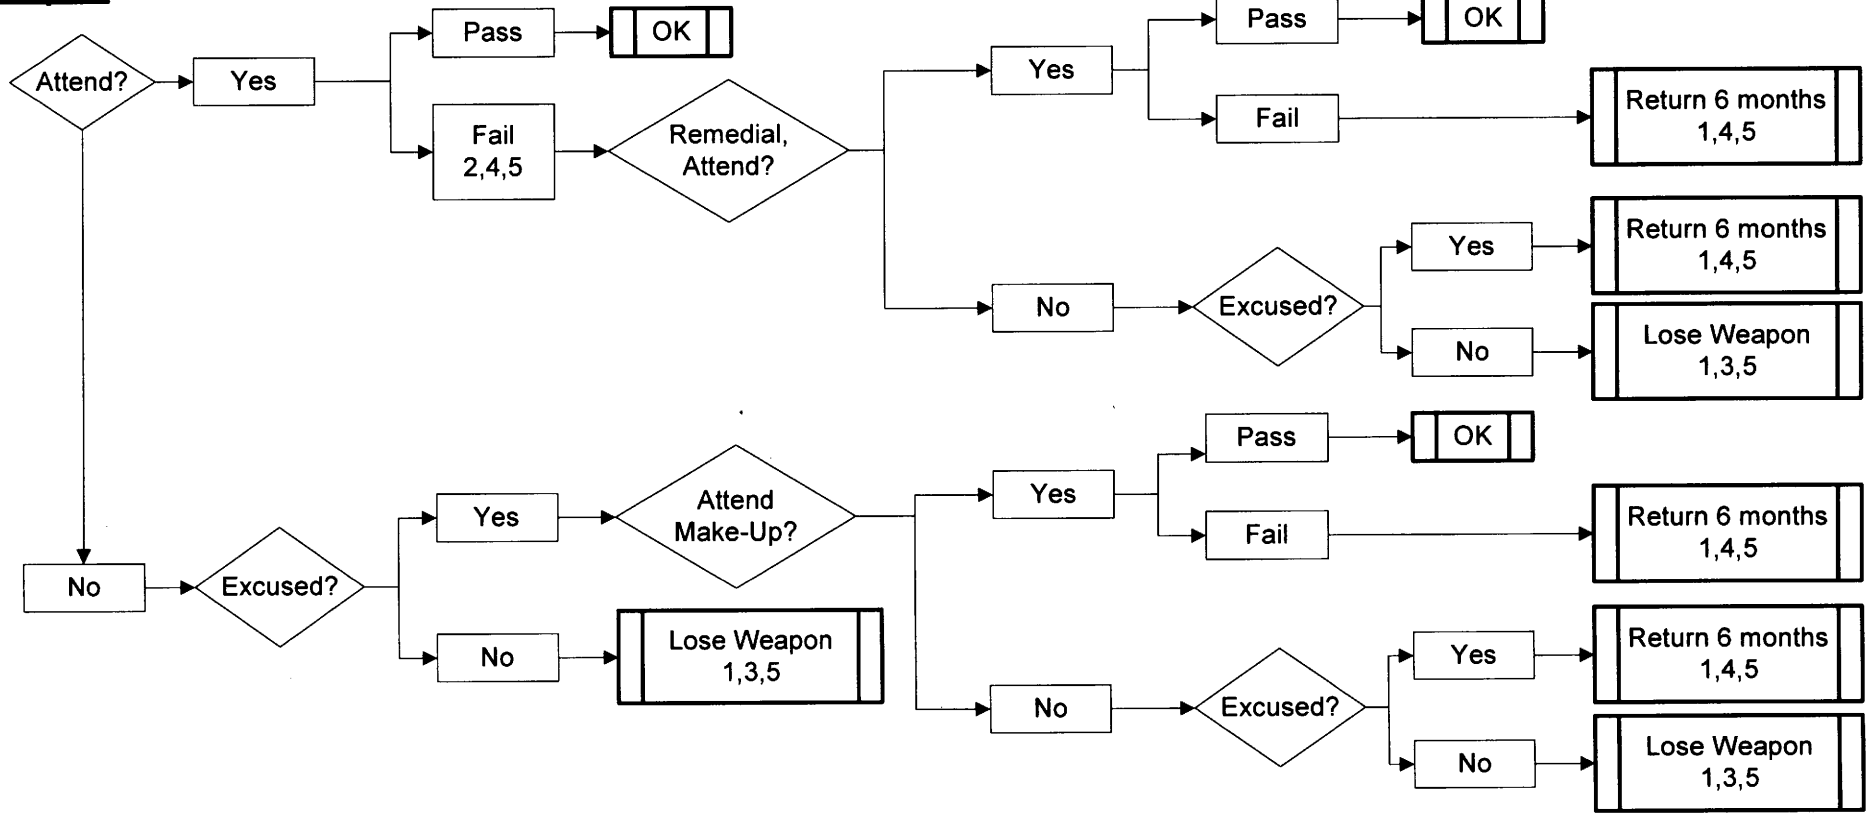 Attend?
Yes
Pass
OK
Fail
2,4,5
Remedial,
Attend?
Yes
Pass
OK
Fail
Return 6 months
1,4,5
No
Excused?
Yes
Return 6 months
1,4,5
No
Lose Weapon
1,3,5
No
Excused?
Yes
Attend
Make-Up?
Yes
Pass
OK
Fail
Return 6 months
1,4,5
No
Lose Weapon
1,3,5
No
Excused?
Yes
Return 6 months
1,4,5
No
Lose Weapon
1,3,5